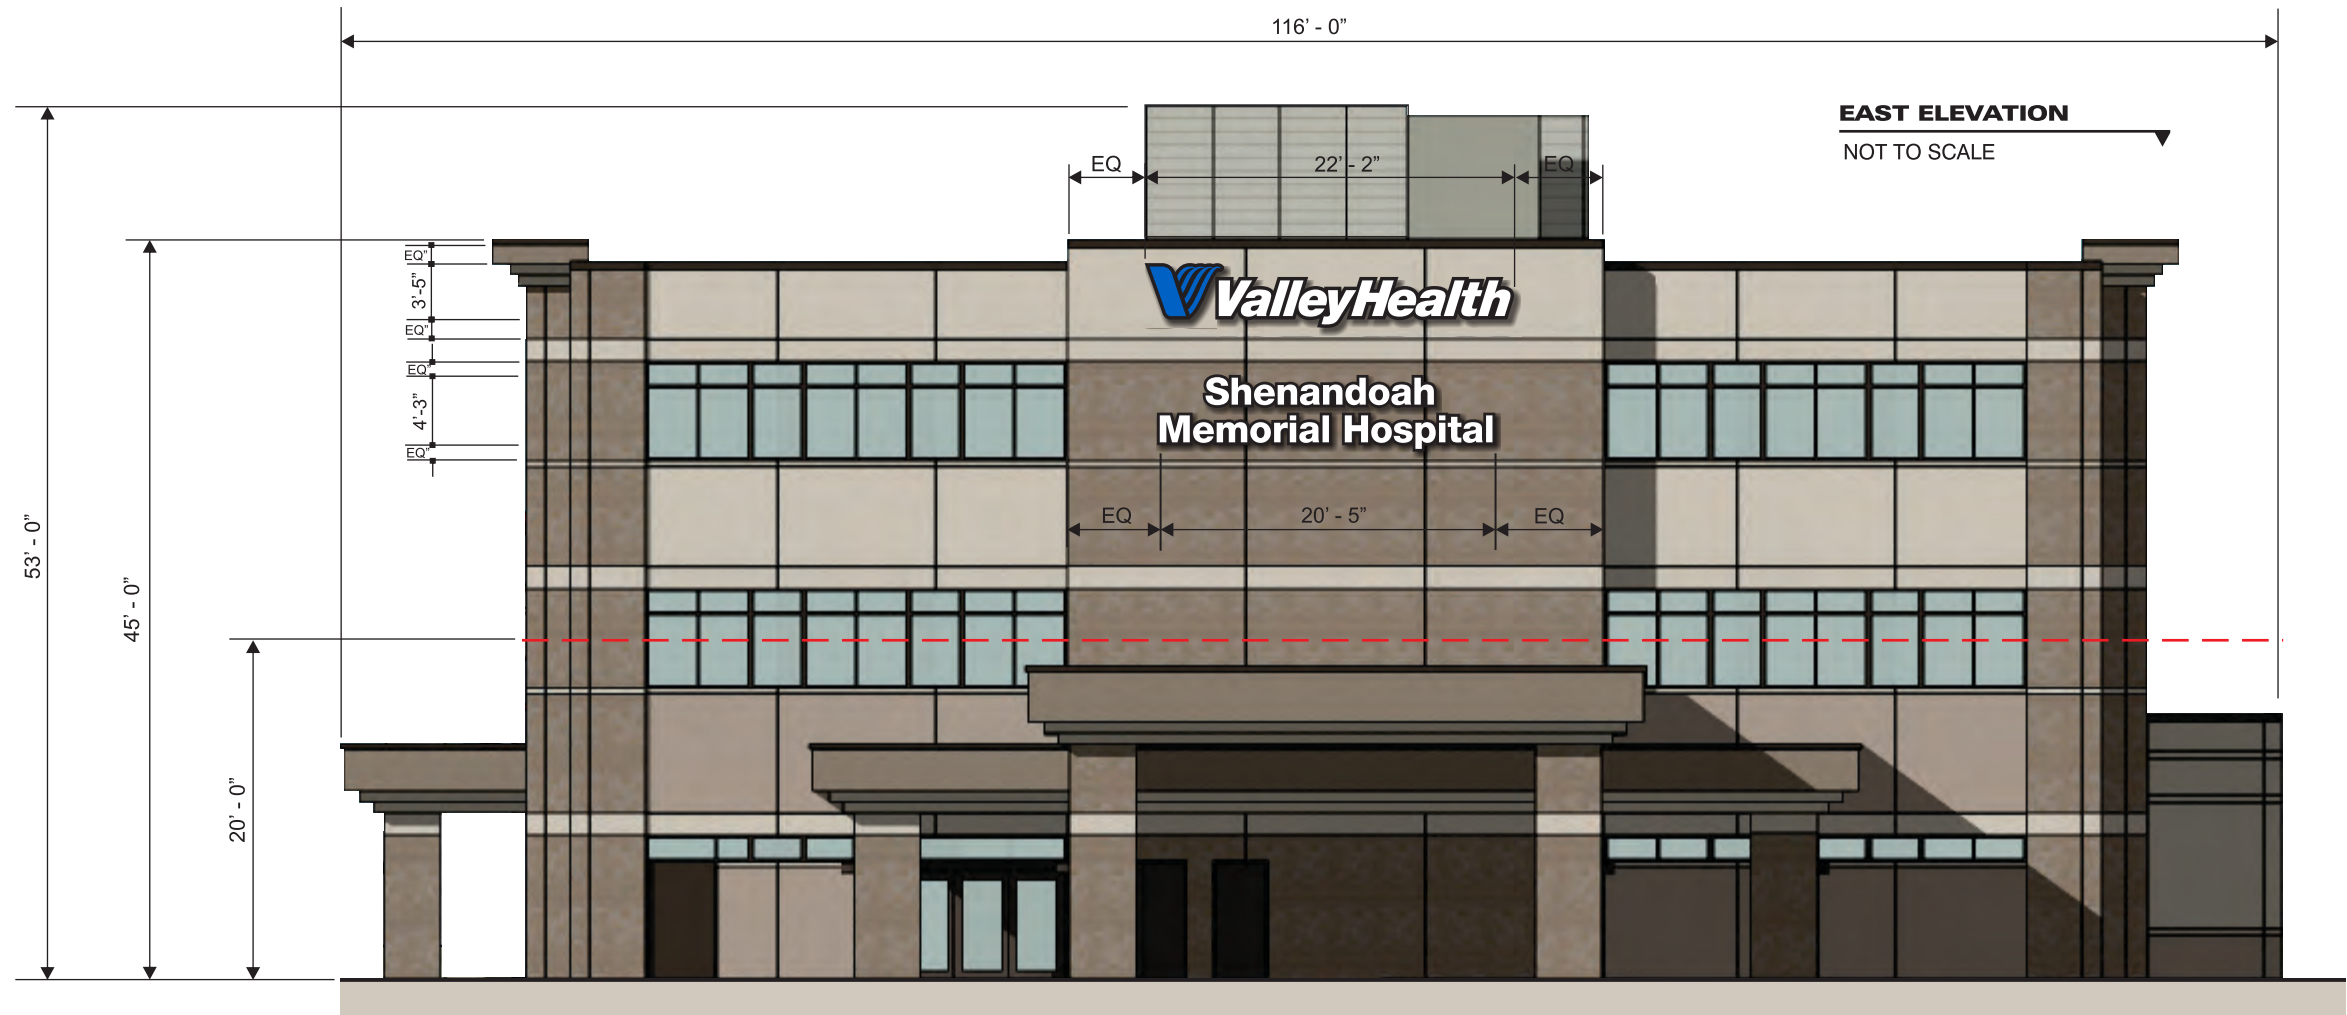 116’ - 0”
EAST ELEVATION
NOT TO SCALE
EQ
22’ - 2”
EQ
EQ”
3’-5”
EQ”
ValleyHealth
EQ”
4’-3”
EQ”
Shenandoah
Memorial Hospital
EQ
20’ - 5”
EQ
53’ - 0”
45’ - 0”
20’ - 0”